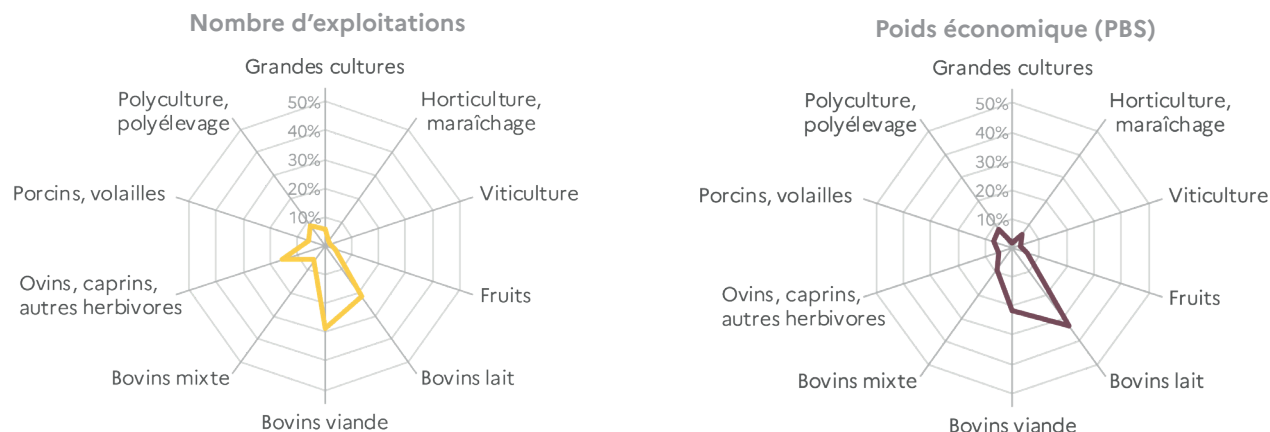 Nombre d’exploitations
Grandes cultures
Polyculture,
polyélevage
Horticulture,
maraîchage
50%
40%
30%
20%
10%
Porcins, volailles
Viticulture
Ovins, caprins,
autres herbivores
Fruits
Bovins mixte
Bovins lait
Bovins viande
Poids économique (PBS)
Grandes cultures
Polyculture,
polyélevage
Horticulture,
maraîchage
50%
40%
30%
20%
10%
Porcins, volailles
Viticulture
Ovins, caprins,
autres herbivores
Fruits
Bovins mixte
Bovins lait
Bovins viande